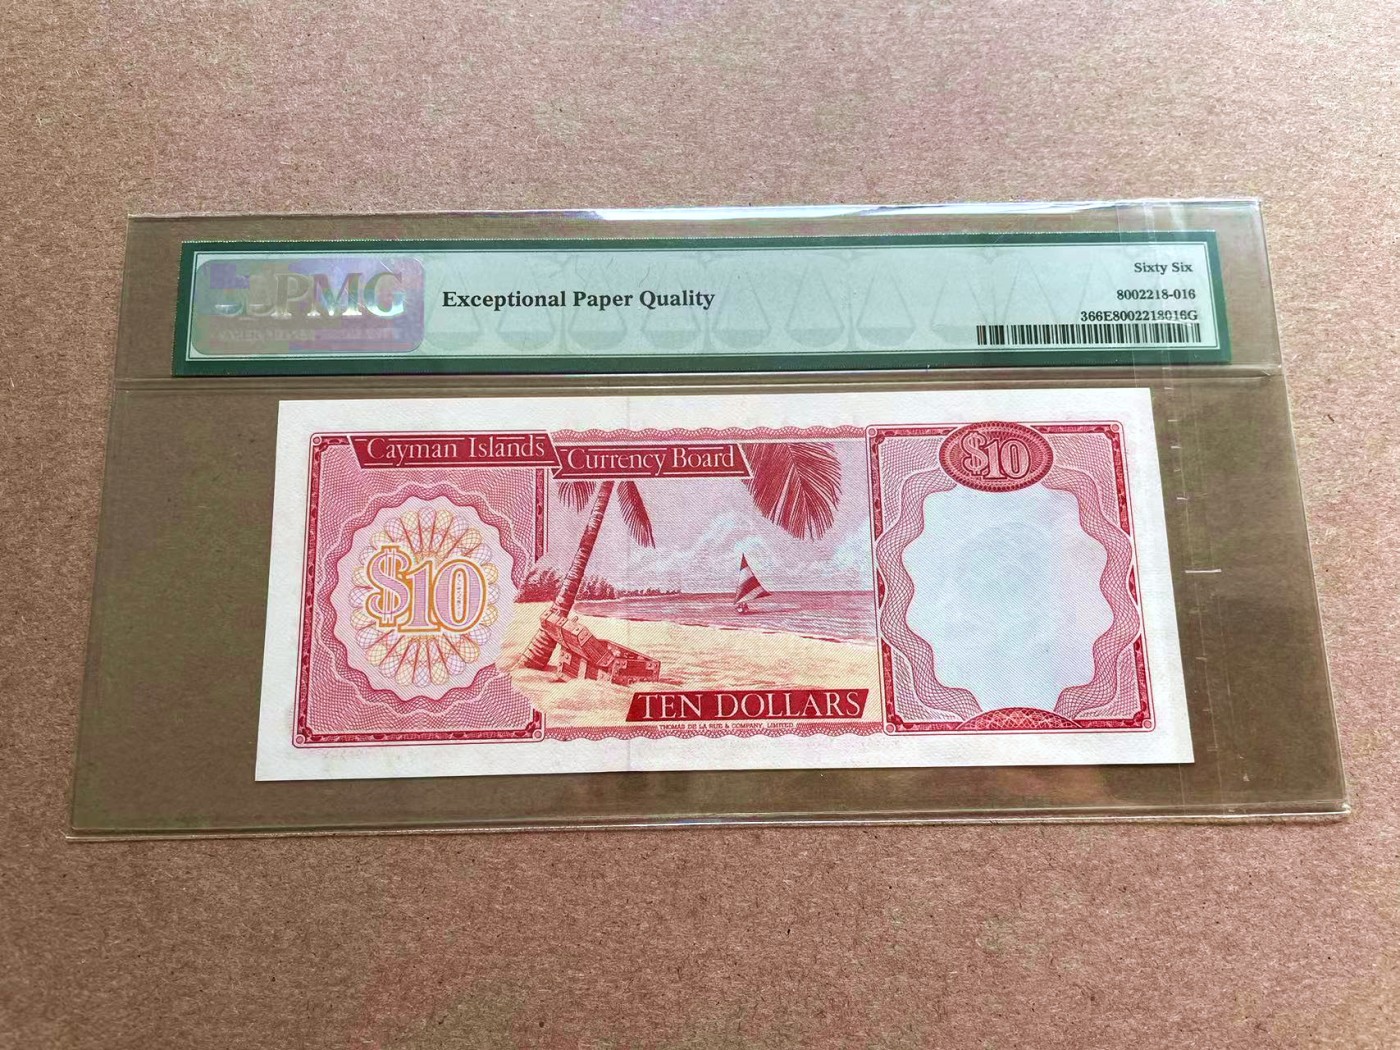 PMG
Exceptional Paper Quality
Sixty Six
8002218-016
366E8002218016G
Cayman Islands
Currency Board
$10
$10
TEN DOLLARS
THOMAS DE LA RUE & COMPANY, LIMITED